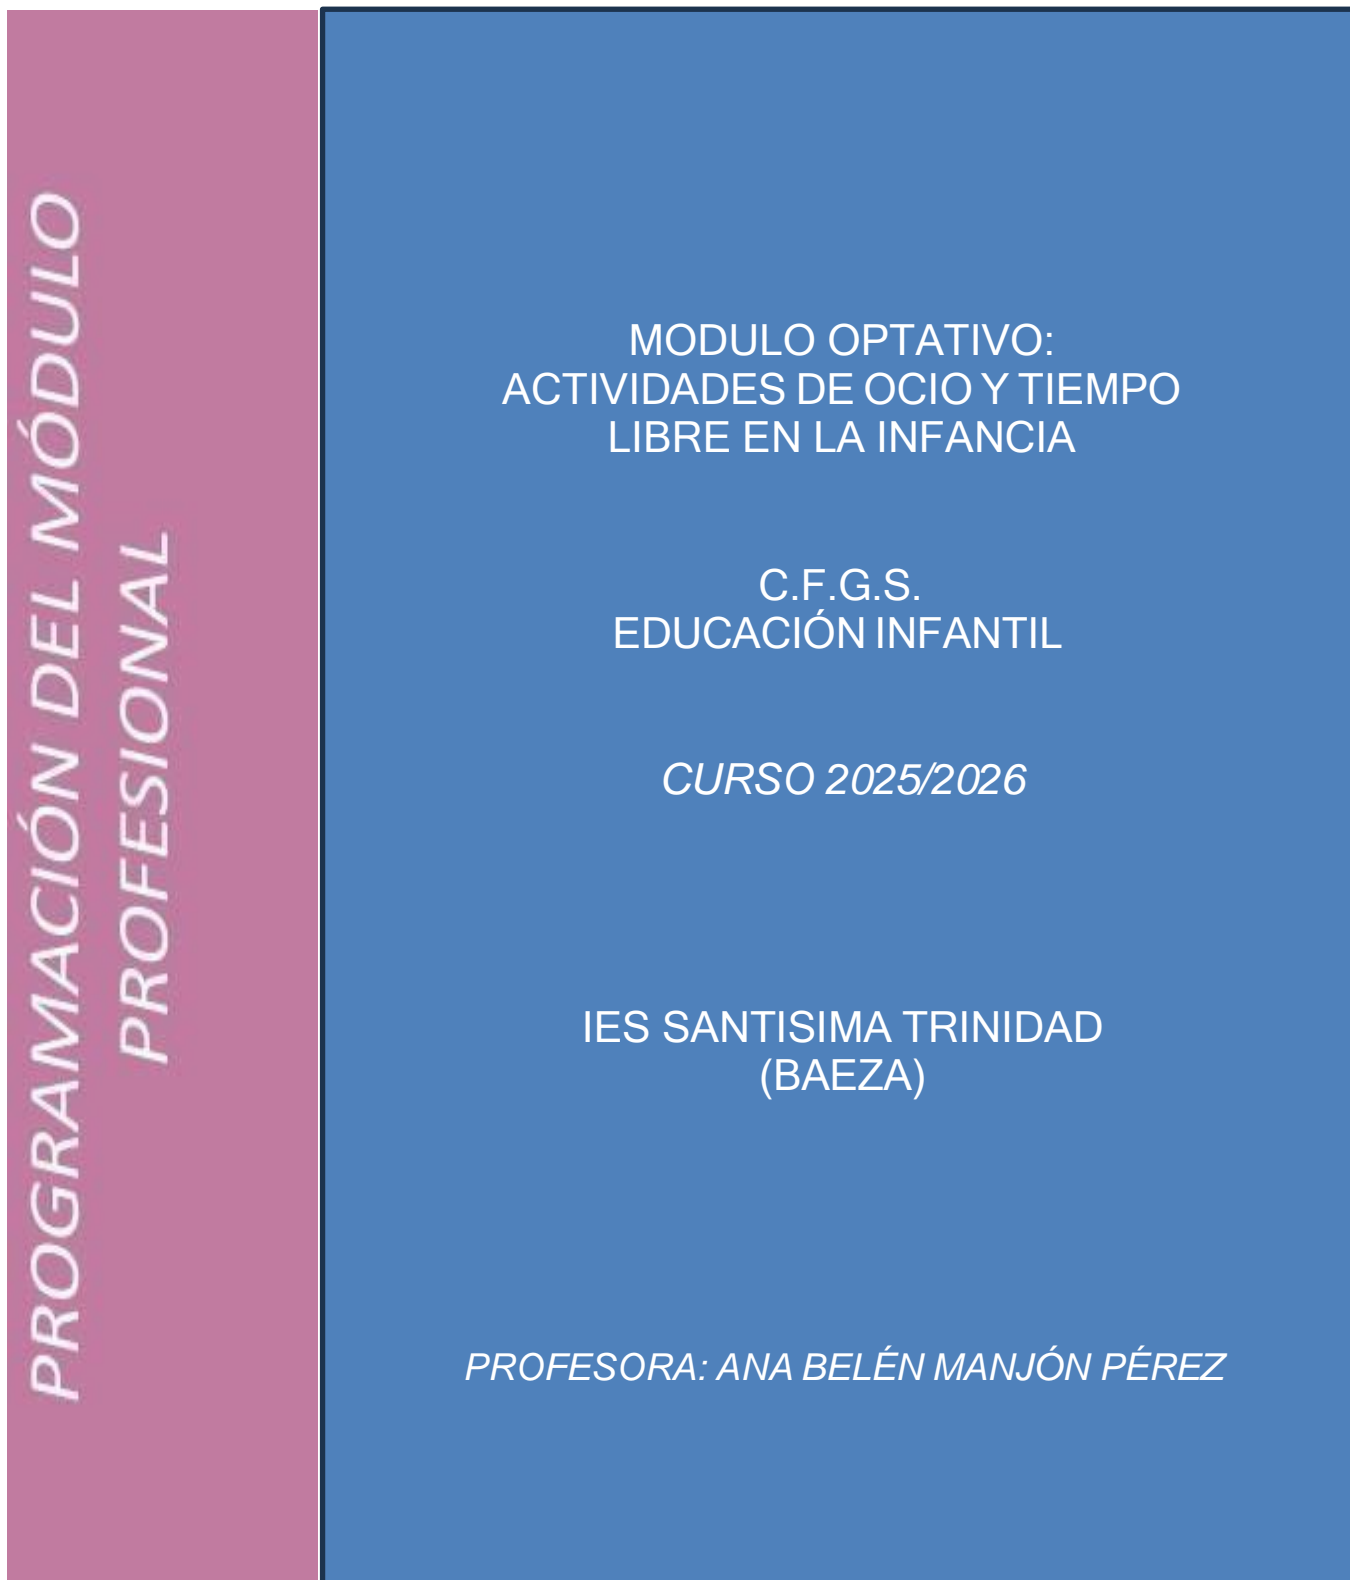 PROGRAMACIÓN DEL MÓDULO
PROFESIONAL
MODULO OPTATIVO:
ACTIVIDADES DE OCIO Y TIEMPO
LIBRE EN LA INFANCIA
C.F.G.S.
EDUCACIÓN INFANTIL
CURSO 2025/2026
IES SANTISIMA TRINIDAD
(BAEZA)
PROFESORA: ANA BELÉN MANJÓN PÉREZ